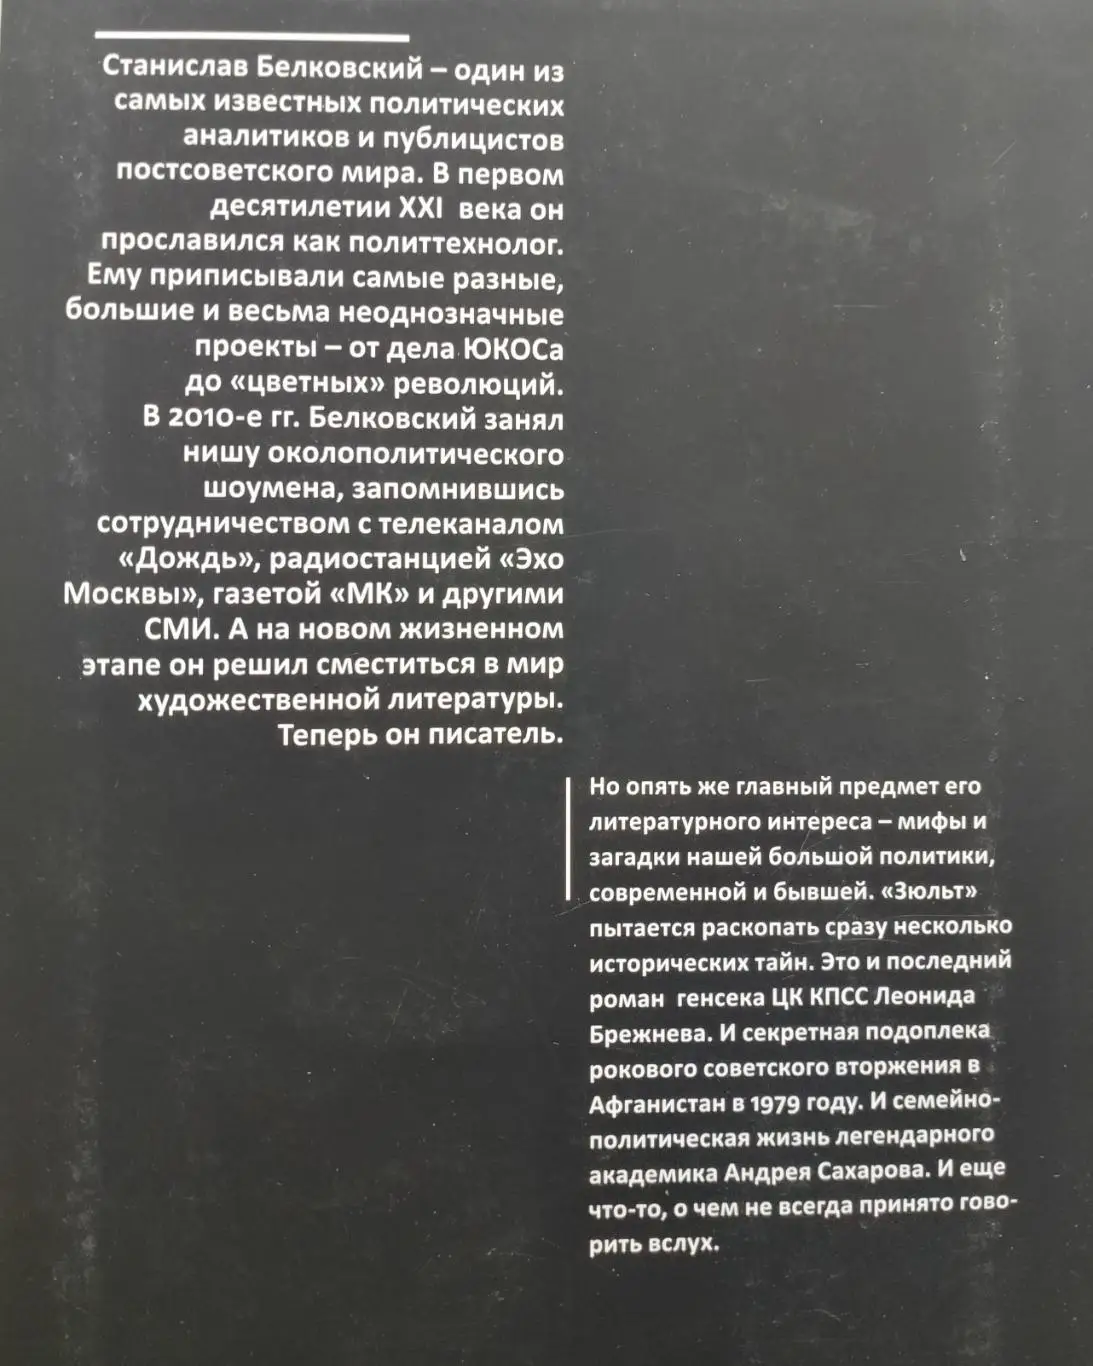 Станислав Белковский – один из
самых известных политических
аналитиков и публицистов
постсоветского мира. В первом
десятилетии XXI века он
прославился как политтехнолог.
Ему приписывали самые разные,
большие и весьма неоднозначные
проекты – от дела ЮКОСа
до «цветных» революций.
В 2010-е гг. Белковский занял
нишу околополитического
шоумена, запомнившись
сотрудничеством с телеканалом
«Дождь», радиостанцией «Эхо
Москвы», газетой «МК» и другими
СМИ. А на новом жизненном
этапе он решил сместиться в мир
художественной литературы.
Теперь он писатель.
Но опять же главный предмет его
литературного интереса – мифы и
загадки нашей большой политики,
современной и бывшей. «Зюльт»
пытается раскопать сразу несколько
исторических тайн. Это и последний
роман генсека ЦК КПСС Леонида
Брежнева. И секретная подоплека
рокового советского вторжения в
Афганистан в 1979 году. И семейно-
политическая жизнь легендарного
академика Андрея Сахарова. И еще
что-то, о чем не всегда принято гово-
рить вслух.